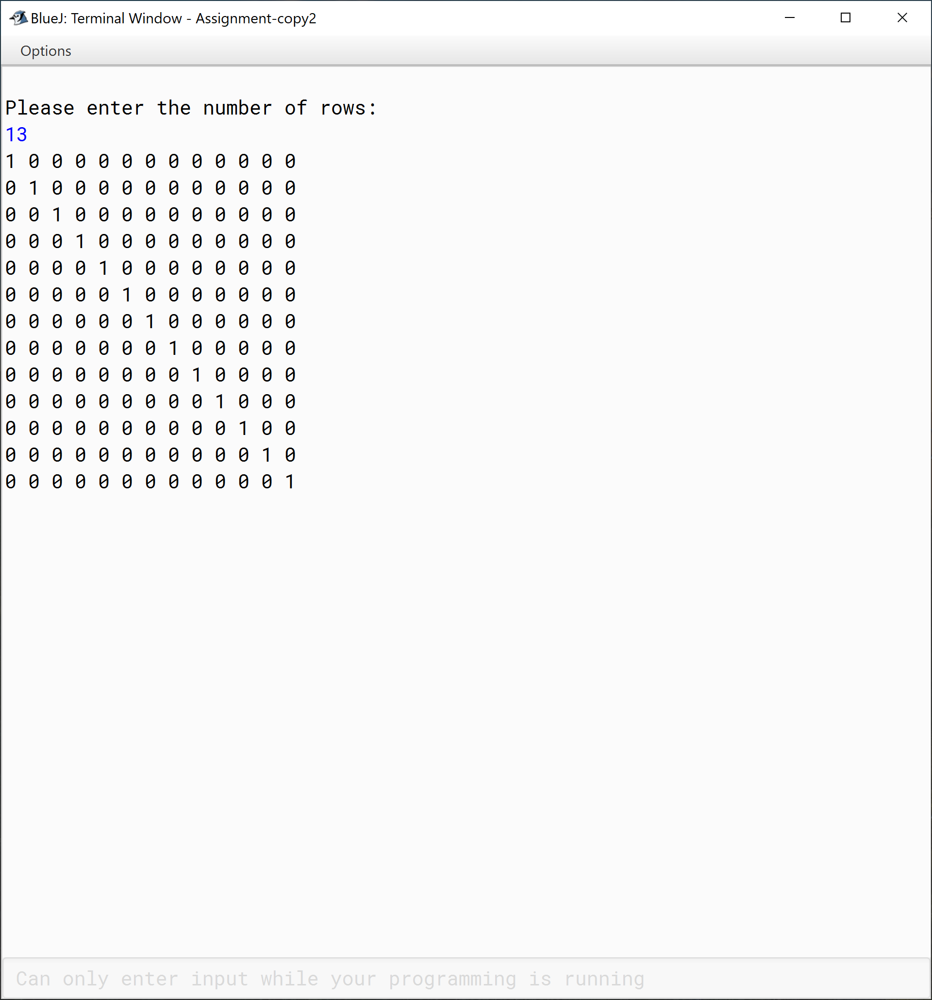 BlueJ: Terminal Window - Assignment-copy2
Options
Please enter the number of rows:
13
1 0 0 0 0 0 0 0 0 0 0 0 0
0 1 0 0 0 0 0 0 0 0 0 0 0
0 0 1 0 0 0 0 0 0 0 0 0 0
0 0 0 1 0 0 0 0 0 0 0 0 0
0 0 0 0 1 0 0 0 0 0 0 0 0
0 0 0 0 0 1 0 0 0 0 0 0 0
0 0 0 0 0 0 1 0 0 0 0 0 0
0 0 0 0 0 0 0 1 0 0 0 0 0
0 0 0 0 0 0 0 0 1 0 0 0 0
0 0 0 0 0 0 0 0 0 1 0 0 0
0 0 0 0 0 0 0 0 0 0 1 0 0
0 0 0 0 0 0 0 0 0 0 0 1 0
0 0 0 0 0 0 0 0 0 0 0 0 1
Can only enter input while your programming is running